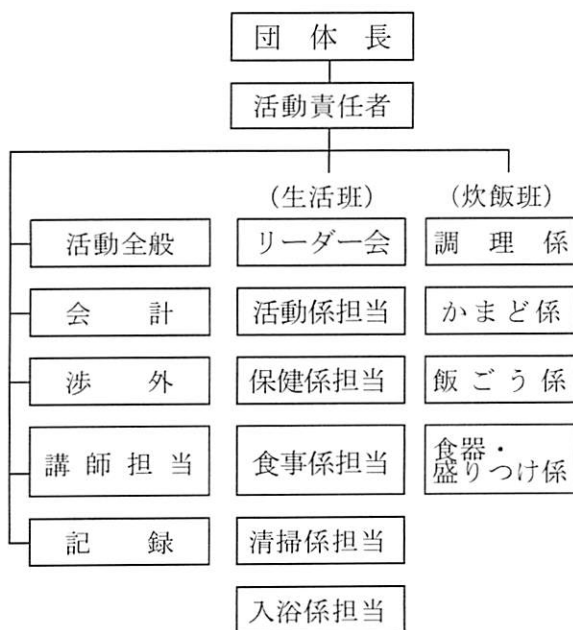 団体長
活動責任者
(生活班)
(炊飯班)
活動全般
リーダー会
調理係
会計
活動係担当
かまど係
渉外
保健係担当
飯ごう係
講師担当
食事係担当
食器・
盛りつけ係
記録
清掃係担当
入浴係担当